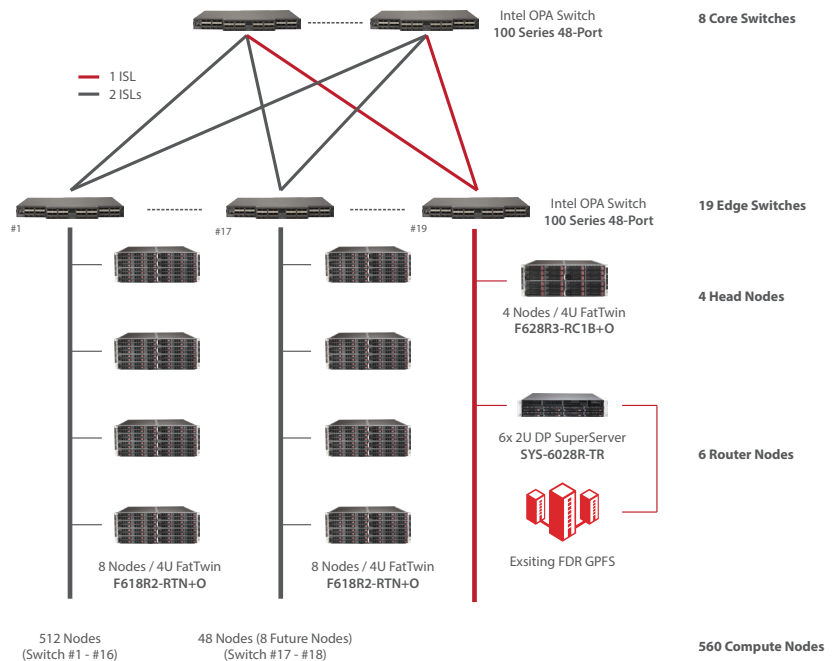 Intel OPA Switch
100 Series 48-Port
8 Core Switches
1 ISL
2 ISLs
Intel OPA Switch
100 Series 48-Port
19 Edge Switches
#1
#17
#19
4 Nodes / 4U FatTwin
F628R3-RC1B+O
4 Head Nodes
6x 2U DP SuperServer
SYS-6028R-TR
6 Router Nodes
Exsiting FDR GPFS
8 Nodes / 4U FatTwin
F618R2-RTN+O
8 Nodes / 4U FatTwin
F618R2-RTN+O
512 Nodes
(Switch #1 - #16)
48 Nodes (8 Future Nodes)
(Switch #17 - #18)
560 Compute Nodes